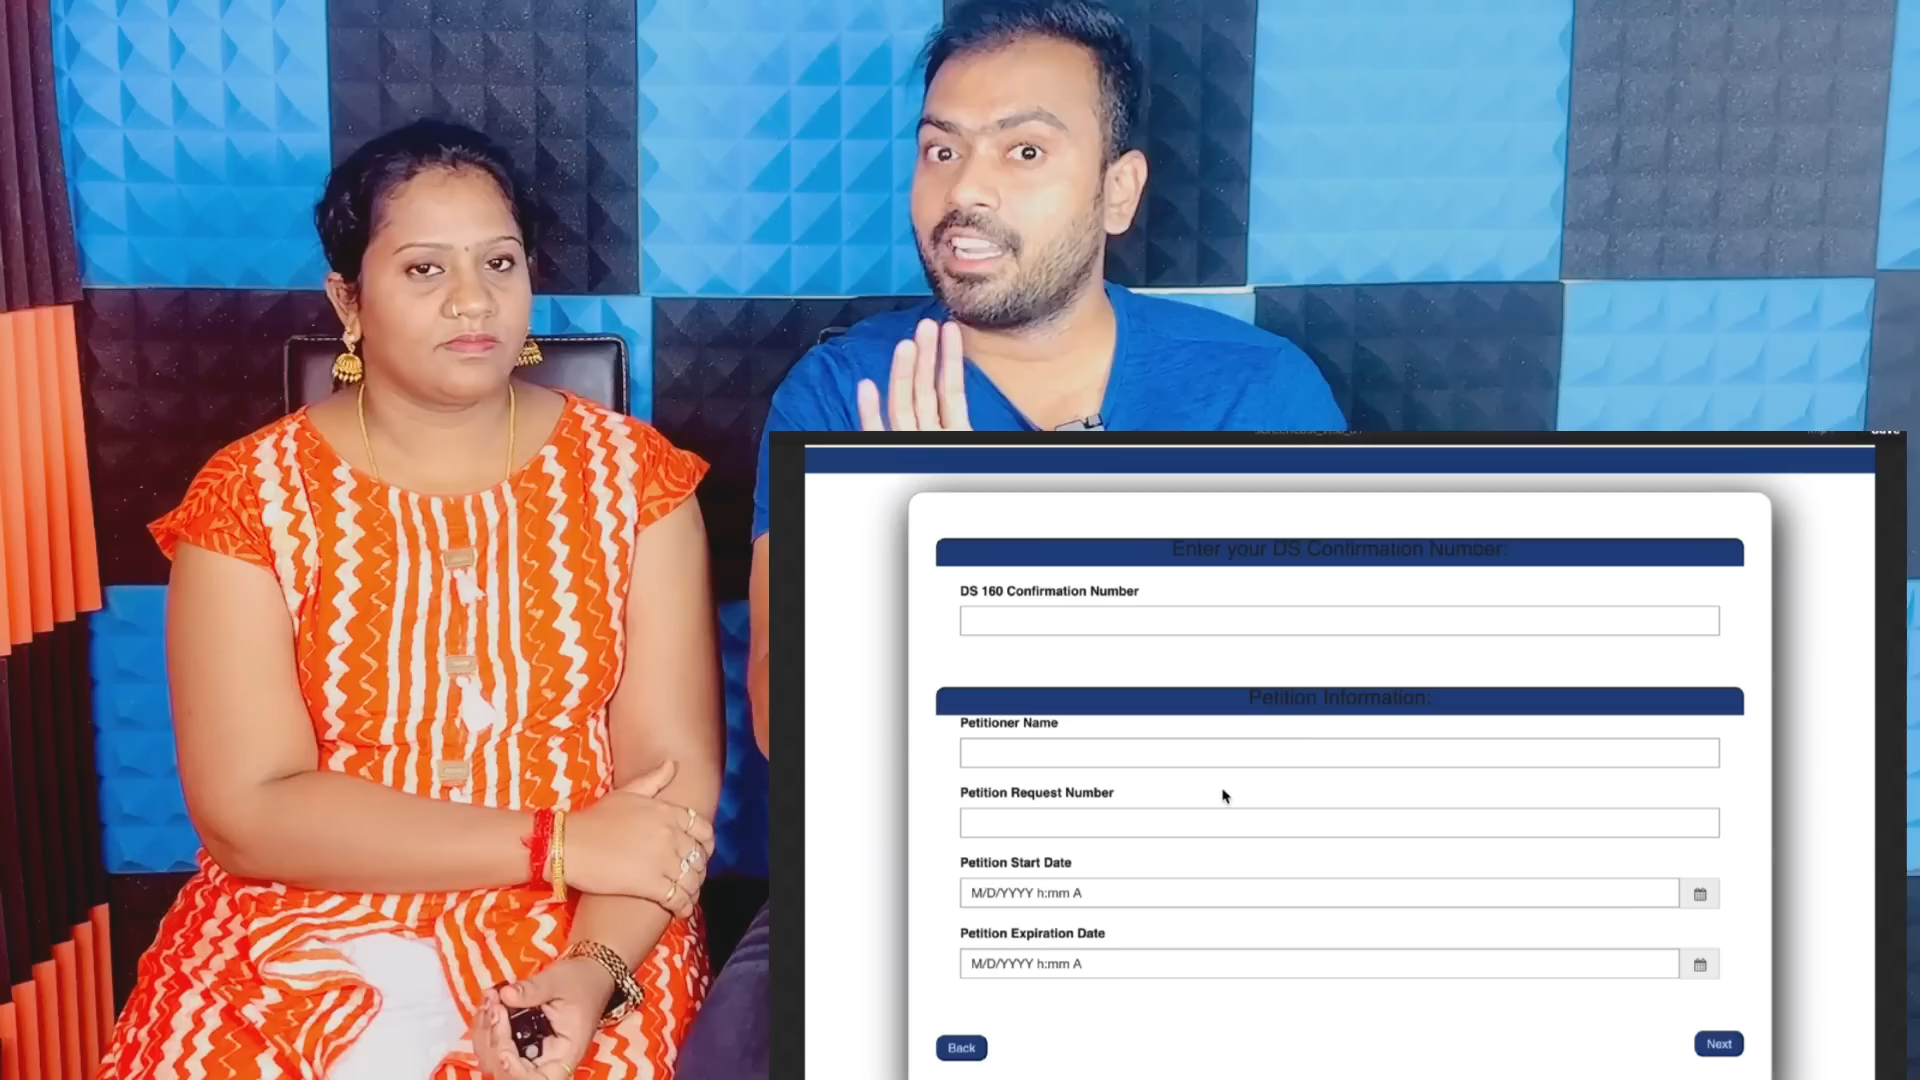 Save
Enter your DS Confirmation Number:
DS 160 Confirmation Number
Petition Information:
Petitioner Name
Petition Request Number
Petition Start Date
M/D/YYYY h:mm A
Petition Expiration Date
M/D/YYYY h:mm A
Back
Next